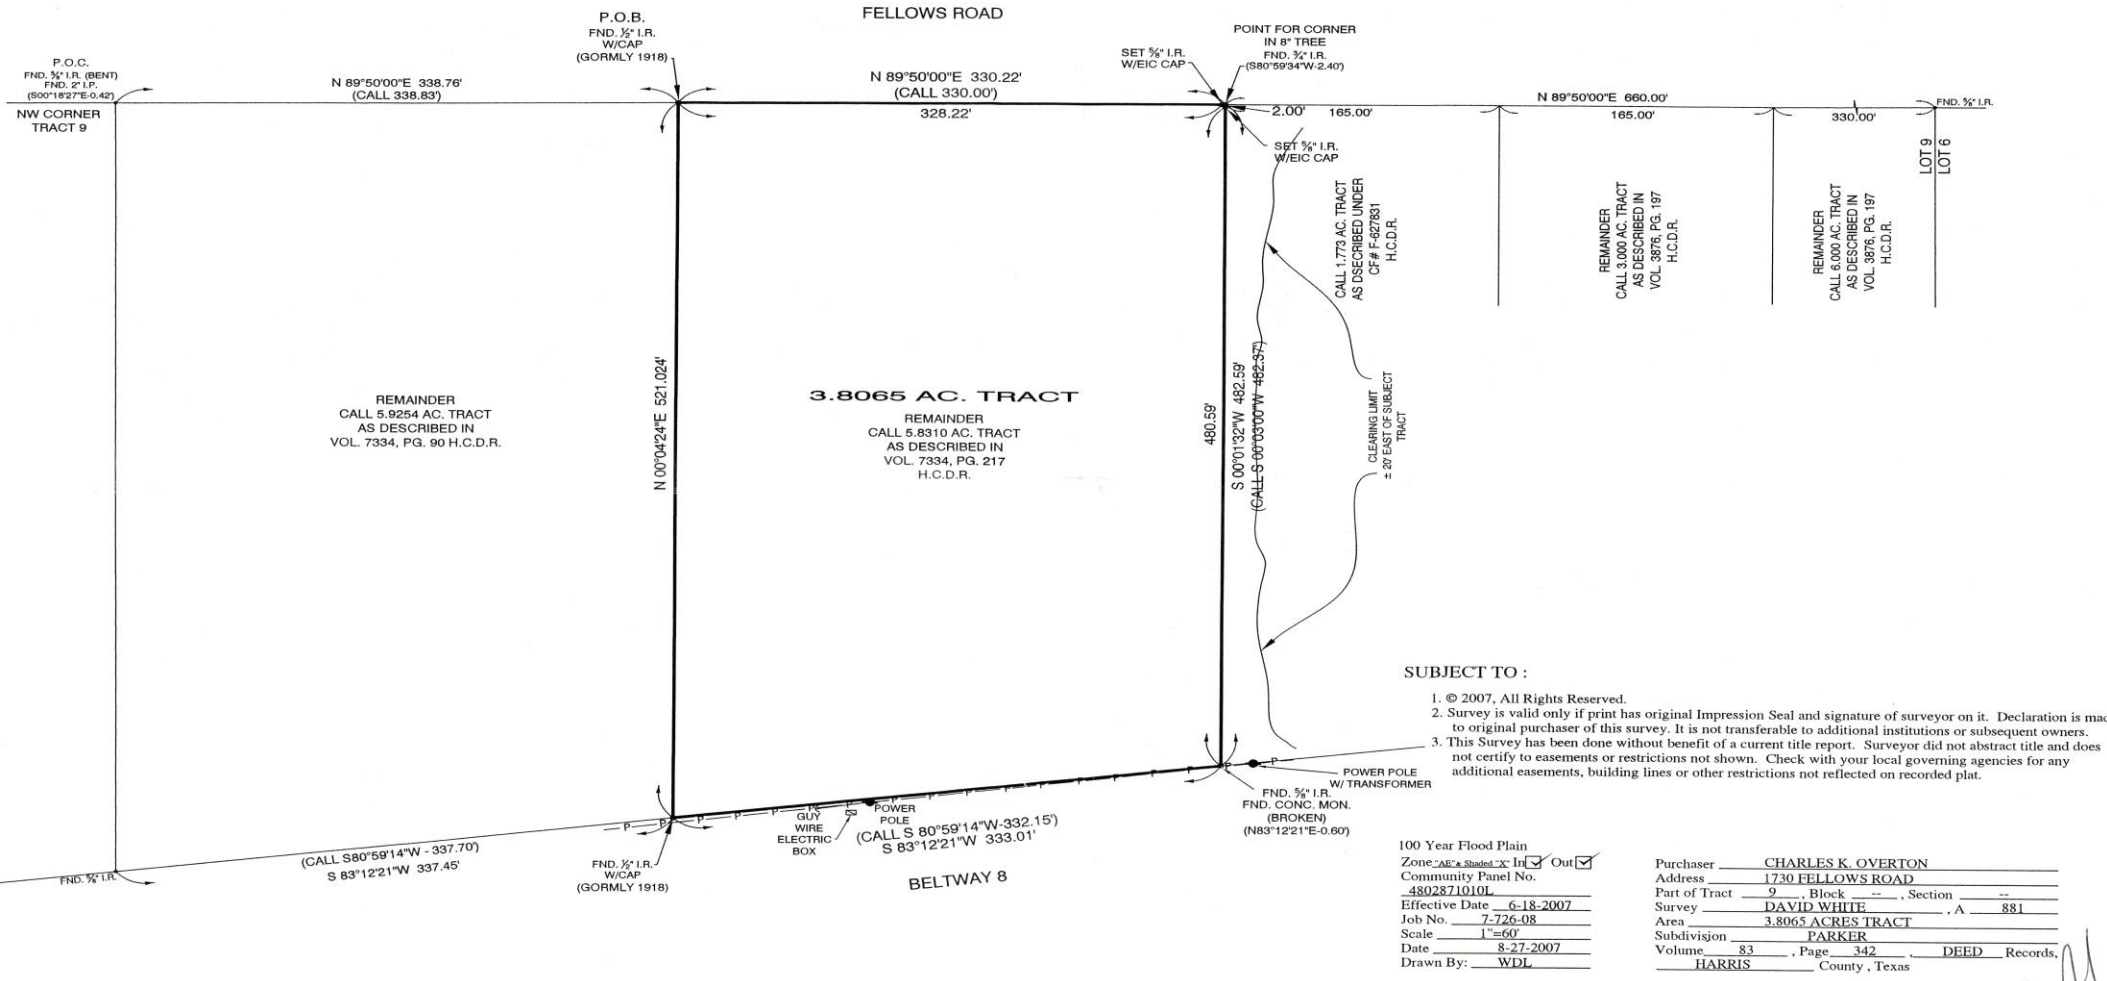 FELLOWS ROAD
P.O.C.
FND. ⅝" I.R. (BENT)
FND. 2" I.P.
(S00°18'27"E-0.42)
NW CORNER
TRACT 9
N 89°50'00"E 338.76'
(CALL 338.83')
P.O.B.
FND. ½" I.R.
W/CAP
(GORMLY 1918)
N 89°50'00"E 330.22'
(CALL 330.00')
328.22'
SET ⅝" I.R.
W/EIC CAP
POINT FOR CORNER
IN 8" TREE
FND. ¾" I.R.
(S80°59'34"W-2.40')
2.00'
165.00'
SET ⅝" I.R.
W/EIC CAP
N 89°50'00"E 660.00'
165.00'
330.00'
FND. ⅝" I.R.
LOT 9
LOT 6
CALL 1.773 AC. TRACT
AS DSECRIBED UNDER
CF# F-627831
H.C.D.R.
REMAINDER
CALL 3.000 AC. TRACT
AS DESCRIBED IN
VOL. 3876, PG. 197
H.C.D.R.
REMAINDER
CALL 6.000 AC. TRACT
AS DESCRIBED IN
VOL. 3876, PG. 197
H.C.D.R.
REMAINDER
CALL 5.9254 AC. TRACT
AS DESCRIBED IN
VOL. 7334, PG. 90 H.C.D.R.
N 00°04'24"E 521.024'
3.8065 AC. TRACT
REMAINDER
CALL 5.8310 AC. TRACT
AS DESCRIBED IN
VOL. 7334, PG. 217
H.C.D.R.
480.59'
S 00°01'32"W 482.59'
(CALL S 00°03'00"W 482.37')
CLEARING LIMIT
± 20' EAST OF SUBJECT
TRACT
FND. ⅝" I.R.
(CALL S80°59'14"W - 337.70')
S 83°12'21"W 337.45'
FND. ½" I.R.
W/CAP
(GORMLY 1918)
P P P P P P P P P P P P P P P P P P
GUY
WIRE
ELECTRIC
BOX
POWER
POLE
(CALL S 80°59'14"W-332.15')
S 83°12'21"W 333.01'
BELTWAY 8
POWER POLE
W/ TRANSFORMER
FND. ⅝" I.R.
FND. CONC. MON.
(BROKEN)
(N83°12'21"E-0.60')
SUBJECT TO :
1. © 2007, All Rights Reserved.
2. Survey is valid only if print has original Impression Seal and signature of surveyor on it. Declaration is mad
to original purchaser of this survey. It is not transferable to additional institutions or subsequent owners.
3. This Survey has been done without benefit of a current title report. Surveyor did not abstract title and does
not certify to easements or restrictions not shown. Check with your local governing agencies for any
additional easements, building lines or other restrictions not reflected on recorded plat.
100 Year Flood Plain
Zone "AE"& Shaded "X" In ☑ Out ☑
Community Panel No.
4802871010L
Effective Date 6-18-2007
Job No. 7-726-08
Scale 1"=60'
Date 8-27-2007
Drawn By: WDL
Purchaser CHARLES K. OVERTON
Address 1730 FELLOWS ROAD
Part of Tract 9 , Block -- , Section --
Survey DAVID WHITE , A 881
Area 3.8065 ACRES TRACT
Subdivision PARKER
Volume 83 , Page 342 , DEED Records,
HARRIS County , Texas